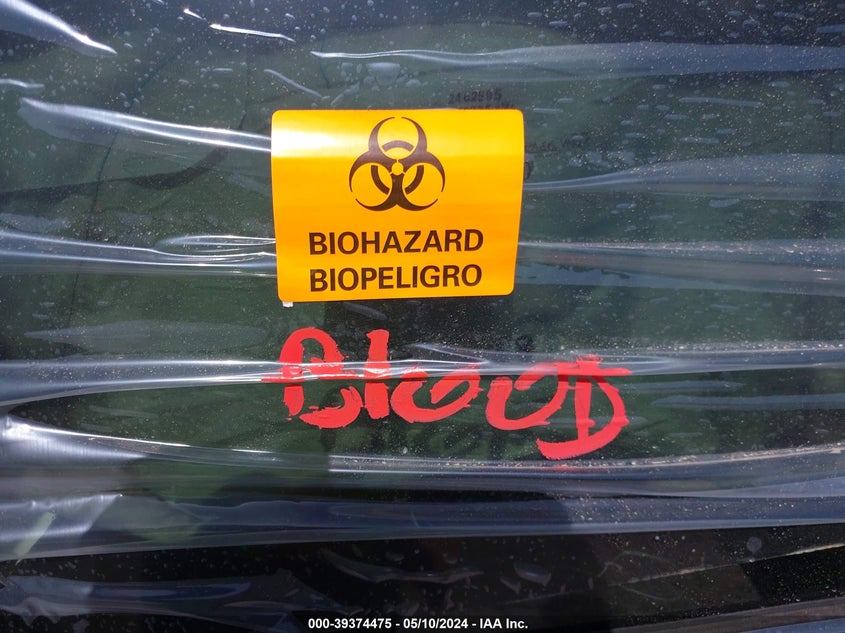 BIOHAZARD
BIOPELIGRO
BLOOD
000-39374475 - 05/10/2024 - IAA Inc.